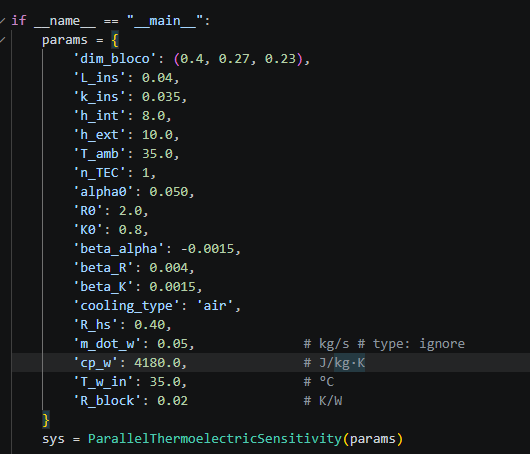 if __name__ == "__main__":
    params = {
        'dim_bloco': (0.4, 0.27, 0.23),
        'L_ins': 0.04,
        'k_ins': 0.035,
        'h_int': 8.0,
        'h_ext': 10.0,
        'T_amb': 35.0,
        'n_TEC': 1,
        'alpha0': 0.050,
        'R0': 2.0,
        'K0': 0.8,
        'beta_alpha': -0.0015,
        'beta_R': 0.004,
        'beta_K': 0.0015,
        'cooling_type': 'air',
        'R_hs': 0.40,
        'm_dot_w': 0.05,                # kg/s # type: ignore
        'cp_w': 4180.0,                 # J/kg·K
        'T_w_in': 35.0,                 # °C
        'R_block': 0.02                 # K/W
    }
    sys = ParallelThermoelectricSensitivity(params)